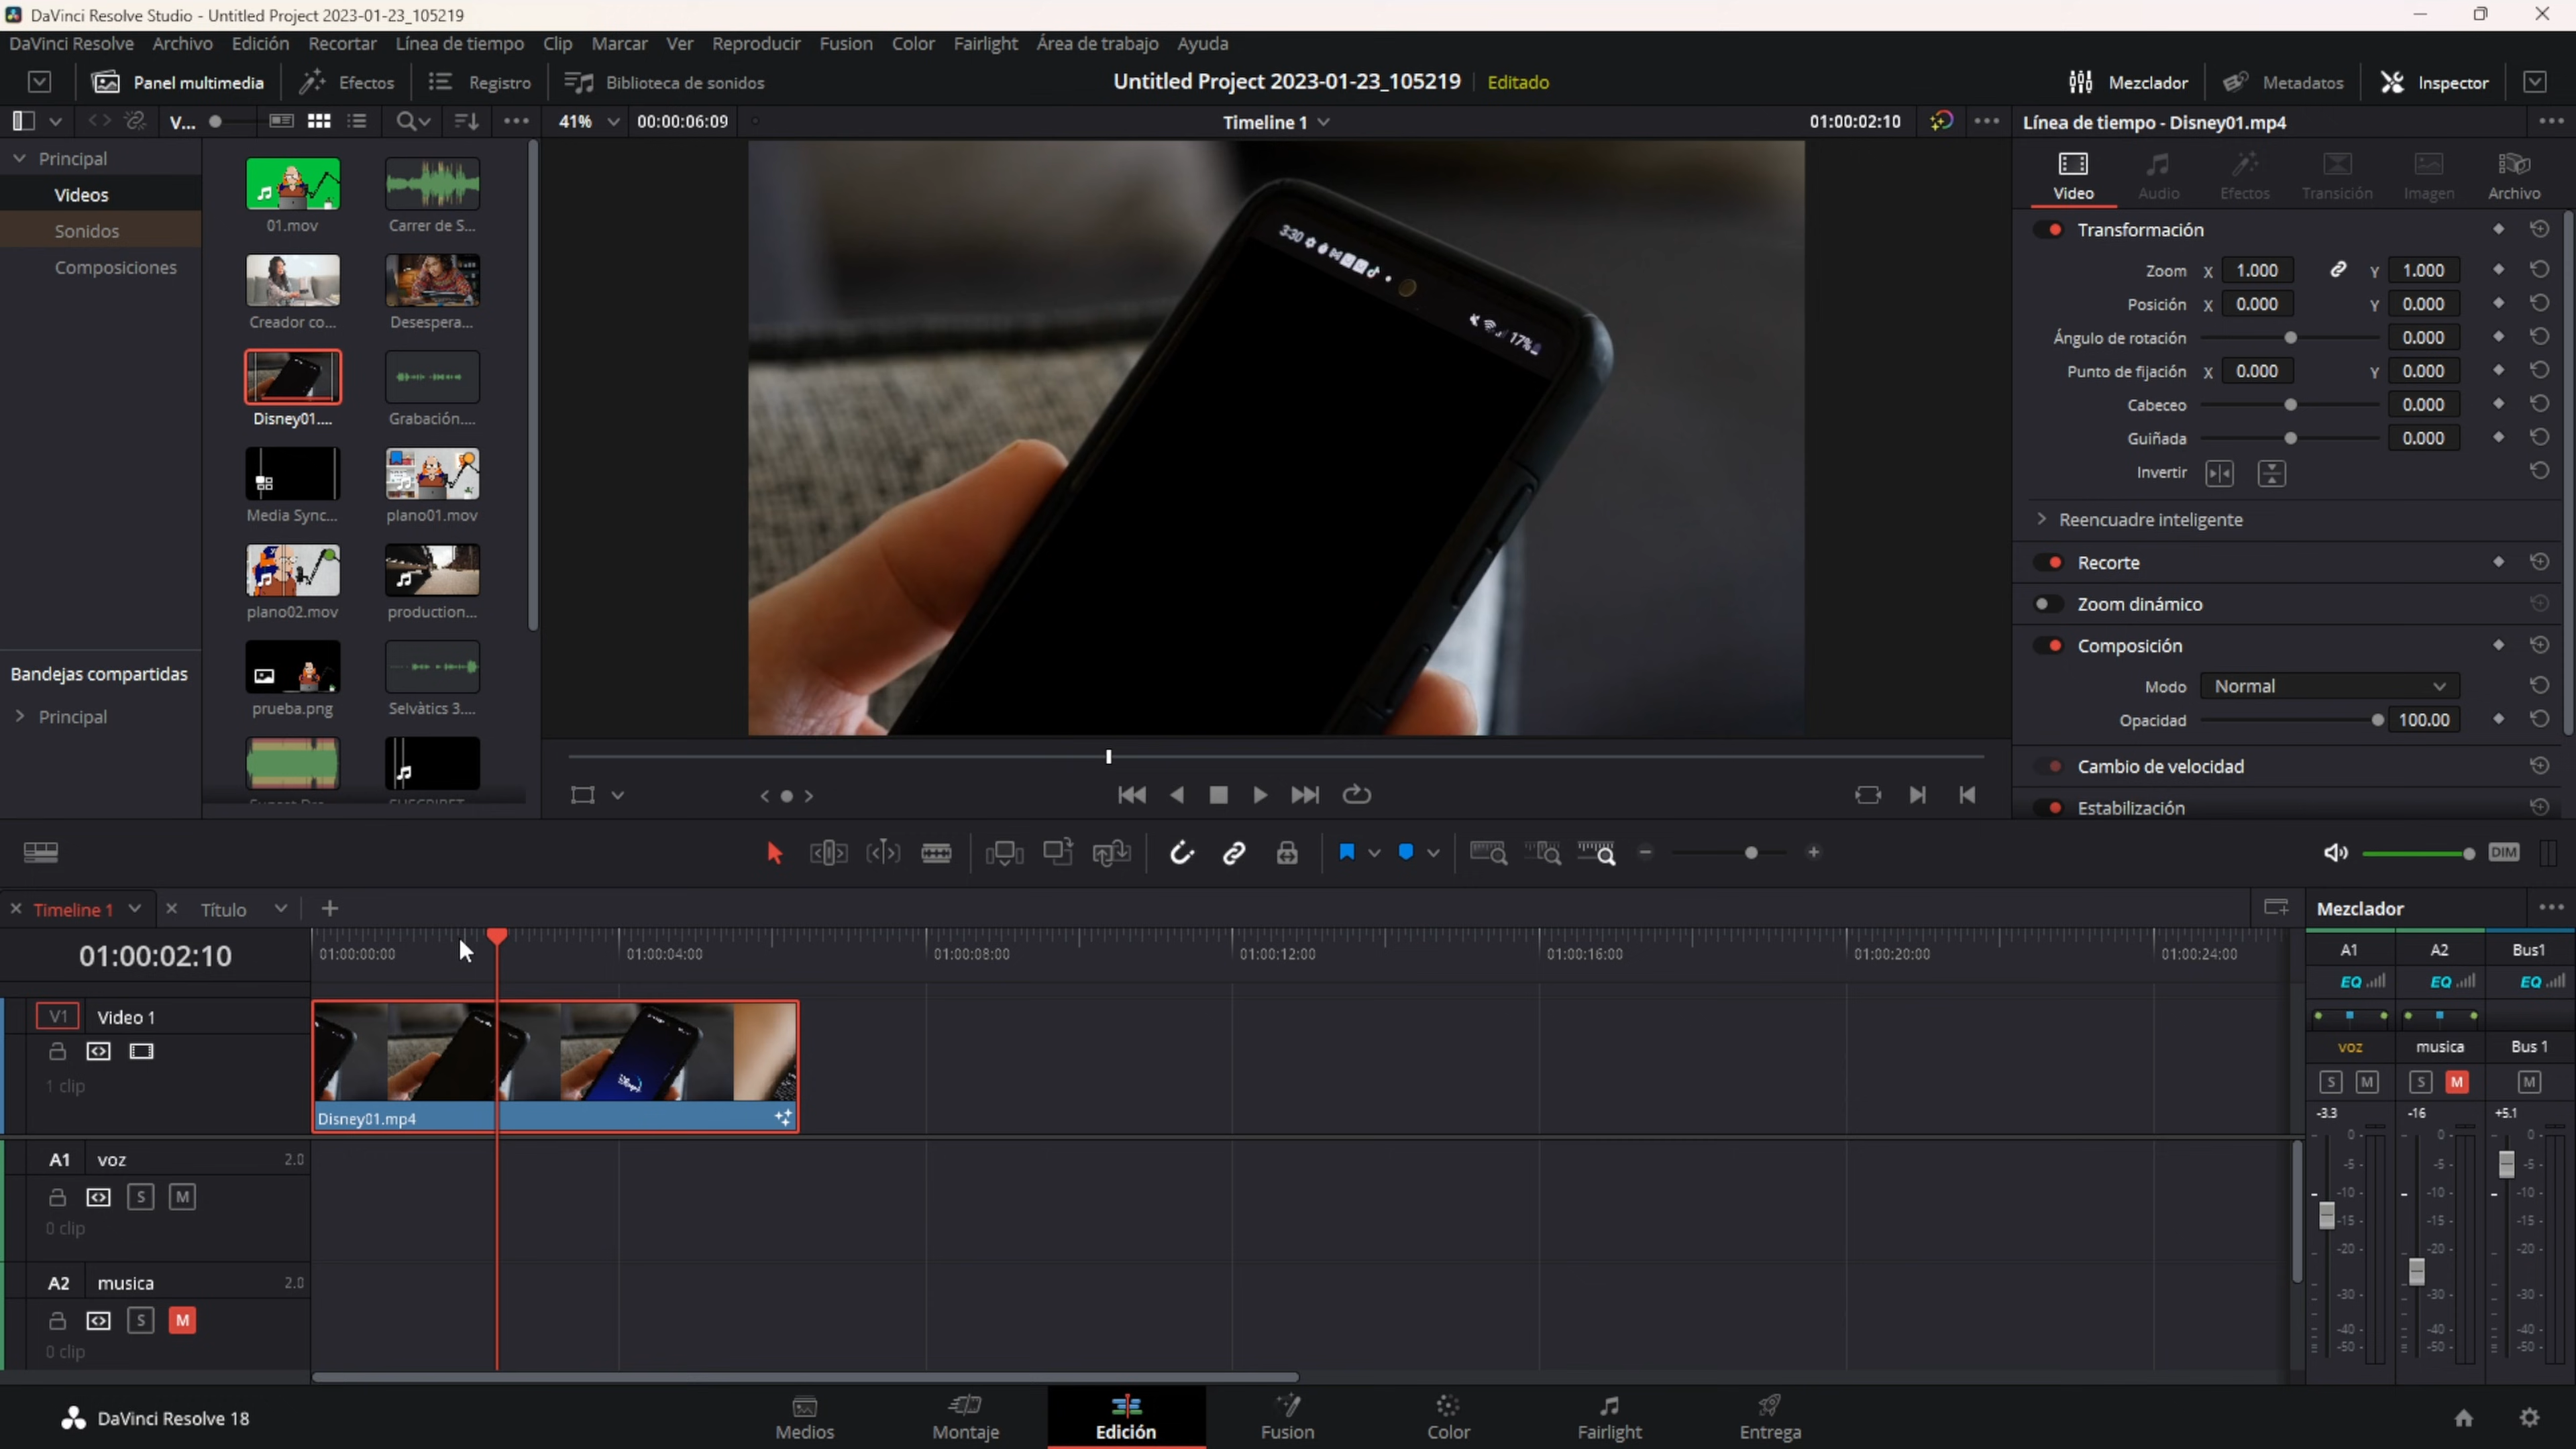 DaVinci Resolve Studio - Untitled Project 2023-01-23_105219
DaVinci Resolve Archivo Edición Recortar Línea de tiempo Clip Marcar Ver Reproducir Fusion Color Fairlight Área de trabajo Ayuda
Panel multimedia Efectos Registro Biblioteca de sonidos Untitled Project 2023-01-23_105219 Editado Mezclador Metadatos Inspector
V... 41% 00:00:06:09 Timeline 1 01:00:02:10 Línea de tiempo - Disney01.mp4
Principal
Videos
Sonidos
Composiciones
Bandejas compartidas
Principal
01.mov Carrer de S...
Creador co... Desespera...
Disney01.... Grabación....
Media Sync... plano01.mov
plano02.mov production...
prueba.png Selvàtics 3....
3:30
17%
Video Audio Efectos Transición Imagen Archivo
Transformación
Zoom X 1.000 Y 1.000
Posición X 0.000 Y 0.000
Ángulo de rotación 0.000
Punto de fijación X 0.000 Y 0.000
Cabeceo 0.000
Guiñada 0.000
Invertir
Reencuadre inteligente
Recorte
Zoom dinámico
Composición
Modo Normal
Opacidad 100.00
Cambio de velocidad
Estabilización
DIM
Timeline 1 Título Mezclador
01:00:02:10 01:00:00:00 01:00:04:00 01:00:08:00 01:00:12:00 01:00:16:00 01:00:20:00 01:00:24:00
V1 Video 1
1 clip
Disney01.mp4
A1 voz 2.0
S M
0 clip
A2 musica 2.0
S M
0 clip
A1 A2 Bus1
EQ EQ EQ
voz musica Bus 1
S M S M M
-3.3 -16 +5.1
0- 0- 0-
-5- -5- -5-
-10- -10- -10-
-15- -15- -15-
-20- -20- -20-
-30- -30- -30-
-40- -40- -40-
-50- -50- -50-
DaVinci Resolve 18 Medios Montaje Edición Fusion Color Fairlight Entrega